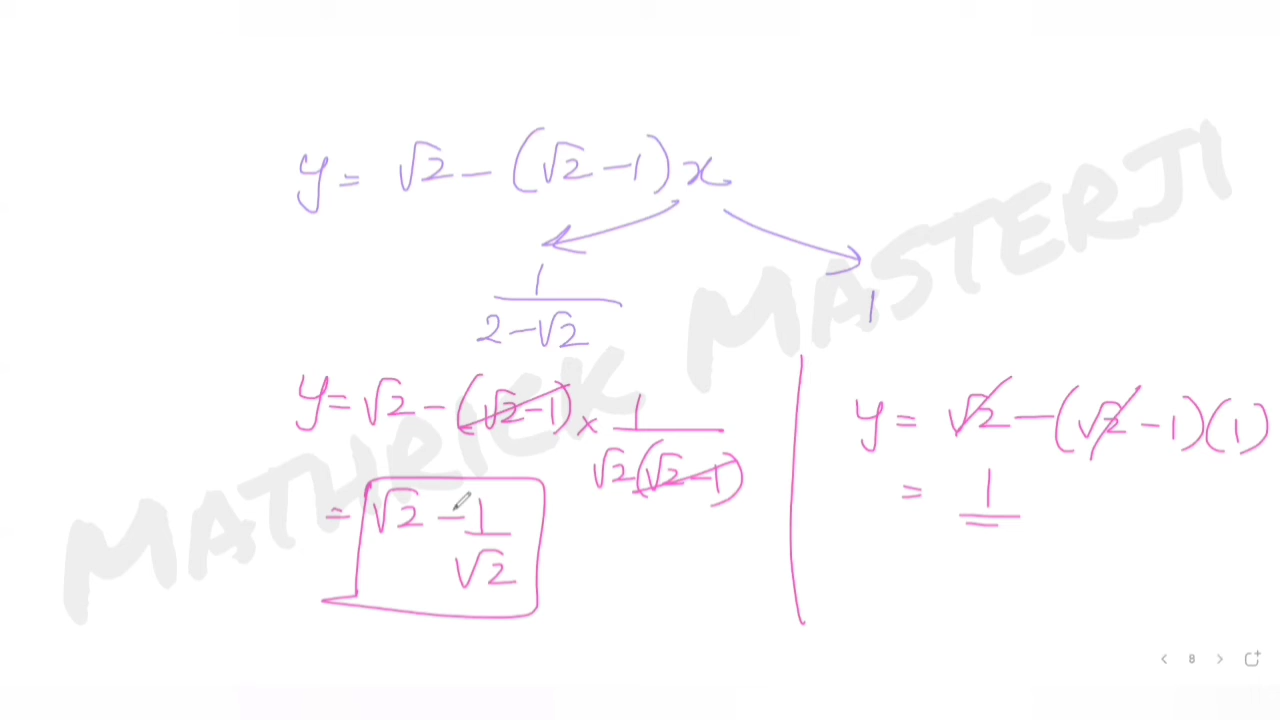 y = √2 - (√2 - 1)x
1/(2 - √2)
1
y = √2 - (√2 - 1) × 1/(√2(√2 - 1))
= √2 - 1/√2
y = √2 - (√2 - 1)(1)
= 1
MATHRICK MASTERJI
< 8 >